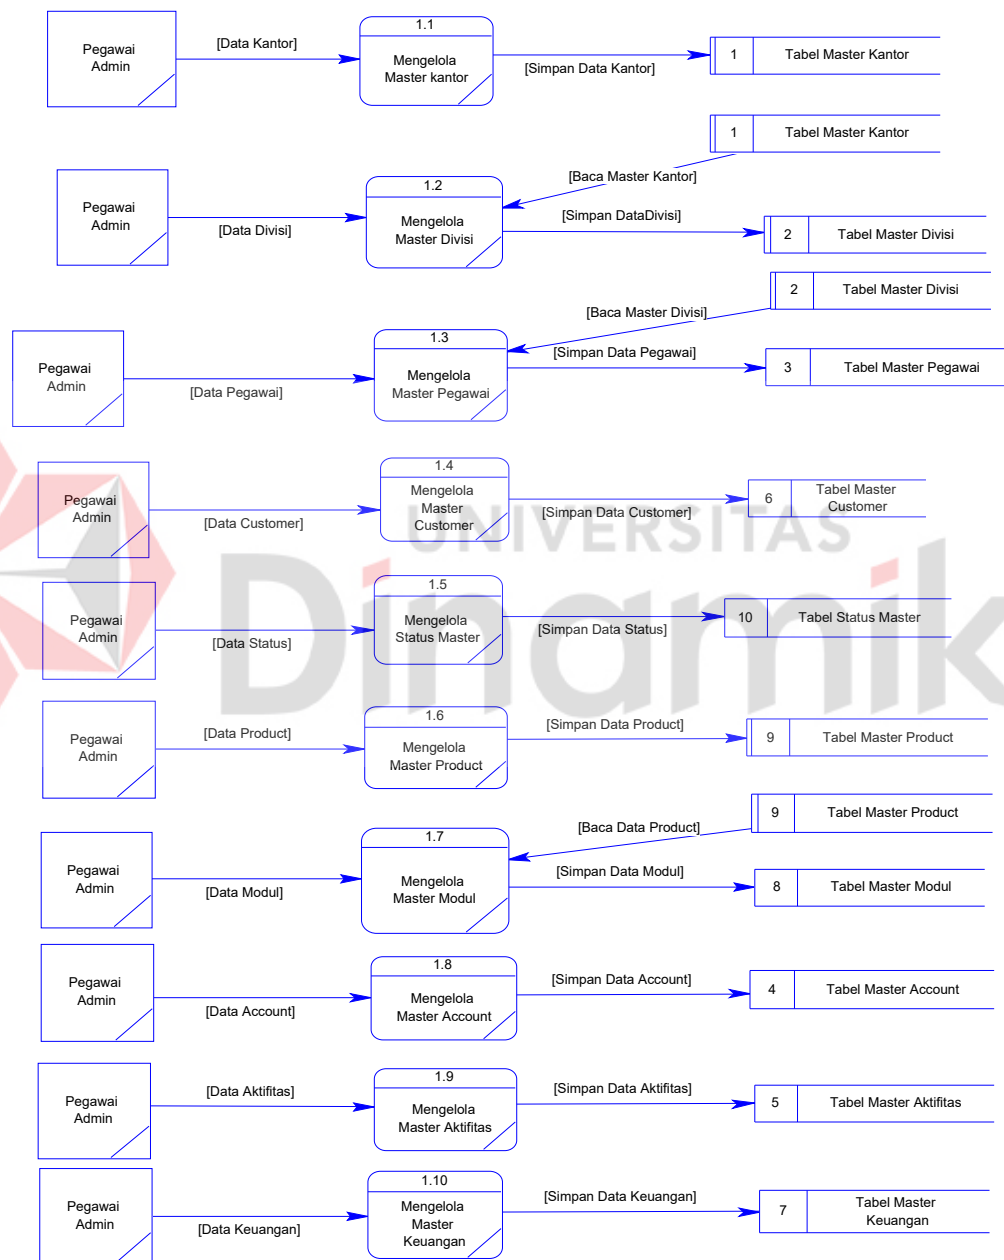 Pegawai
Admin
[Data Kantor]
1.1
Mengelola
Master kantor
[Simpan Data Kantor]
1
Tabel Master Kantor
1
Tabel Master Kantor
[Baca Master Kantor]
Pegawai
Admin
[Data Divisi]
1.2
Mengelola
Master Divisi
[Simpan DataDivisi]
2
Tabel Master Divisi
2
Tabel Master Divisi
[Baca Master Divisi]
Pegawai
Admin
[Data Pegawai]
1.3
Mengelola
Master Pegawai
[Simpan Data Pegawai]
3
Tabel Master Pegawai
Pegawai
Admin
[Data Customer]
1.4
Mengelola
Master
Customer
[Simpan Data Customer]
6
Tabel Master
Customer
UNIVERSITAS
Dinamik
Pegawai
Admin
[Data Status]
1.5
Mengelola
Status Master
[Simpan Data Status]
10
Tabel Status Master
Pegawai
Admin
[Data Product]
1.6
Mengelola
Master Product
[Simpan Data Product]
9
Tabel Master Product
9
Tabel Master Product
[Baca Data Product]
Pegawai
Admin
[Data Modul]
1.7
Mengelola
Master Modul
[Simpan Data Modul]
8
Tabel Master Modul
Pegawai
Admin
[Data Account]
1.8
Mengelola
Master Account
[Simpan Data Account]
4
Tabel Master Account
Pegawai
Admin
[Data Aktifitas]
1.9
Mengelola
Master Aktifitas
[Simpan Data Aktifitas]
5
Tabel Master Aktifitas
Pegawai
Admin
[Data Keuangan]
1.10
Mengelola
Master
Keuangan
[Simpan Data Keuangan]
7
Tabel Master
Keuangan